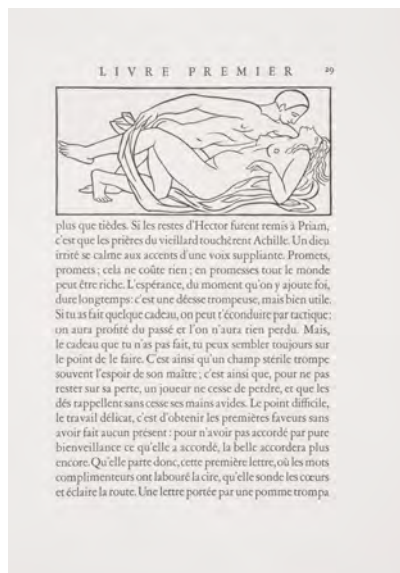 LIVRE PREMIER 29
plus que tièdes. Si les restes d'Hector furent remis à Priam,
c'est que les prières du vieillard touchèrent Achille. Un dieu
irrité se calme aux accents d'une voix suppliante. Promets,
promets; cela ne coûte rien; en promesses tout le monde
peut être riche. L'espérance, du moment qu'on y ajoute foi,
dure longtemps: c'est une déesse trompeuse, mais bien utile.
Si tu as fait quelque cadeau, on peut t'éconduire par tactique:
on aura profité du passé et l'on n'aura rien perdu. Mais,
le cadeau que tu n'as pas fait, tu peux sembler toujours sur
le point de le faire. C'est ainsi qu'un champ stérile trompe
souvent l'espoir de son maître; c'est ainsi que, pour ne pas
rester sur sa perte, un joueur ne cesse de perdre, et que les
dés rappellent sans cesse ses mains avides. Le point difficile,
le travail délicat, c'est d'obtenir les premières faveurs sans
avoir fait aucun présent: pour n'avoir pas accordé par pure
bienveillance ce qu'elle a accordé, la belle accordera plus
encore. Qu'elle parte donc, cette première lettre, où les mots
complimenteurs ont labouré la cire, qu'elle sonde les cœurs
et éclaire la route. Une lettre portée par une pomme trompa